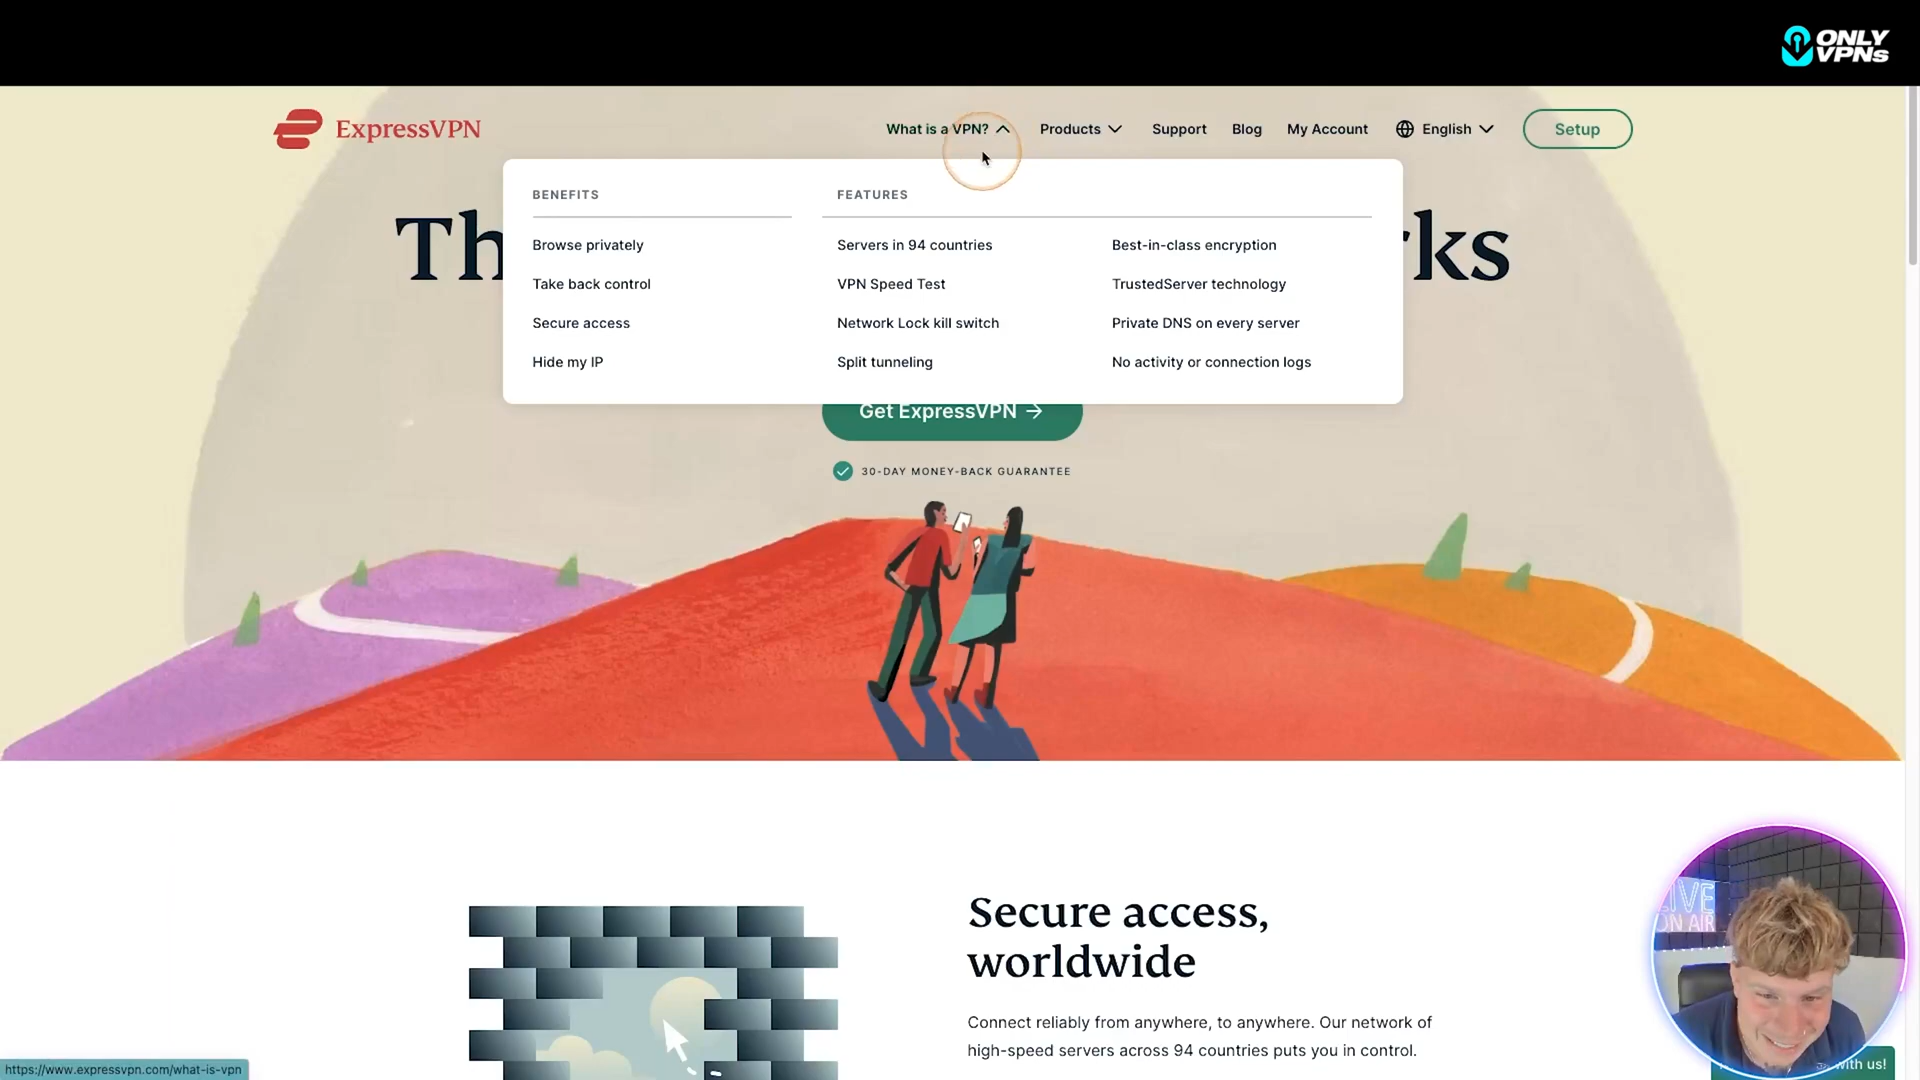 ONLY
VPNs
ExpressVPN
What is a VPN?
Products
Support
Blog
My Account
English
Setup
BENEFITS
Browse privately
Take back control
Secure access
Hide my IP
FEATURES
Servers in 94 countries
VPN Speed Test
Network Lock kill switch
Split tunneling
Best-in-class encryption
TrustedServer technology
Private DNS on every server
No activity or connection logs
Th
rks
Get ExpressVPN
30-DAY MONEY-BACK GUARANTEE
Secure access,
worldwide
Connect reliably from anywhere, to anywhere. Our network of
high-speed servers across 94 countries puts you in control.
LIVE
ON AIR
with us!
https://www.expressvpn.com/what-is-vpn